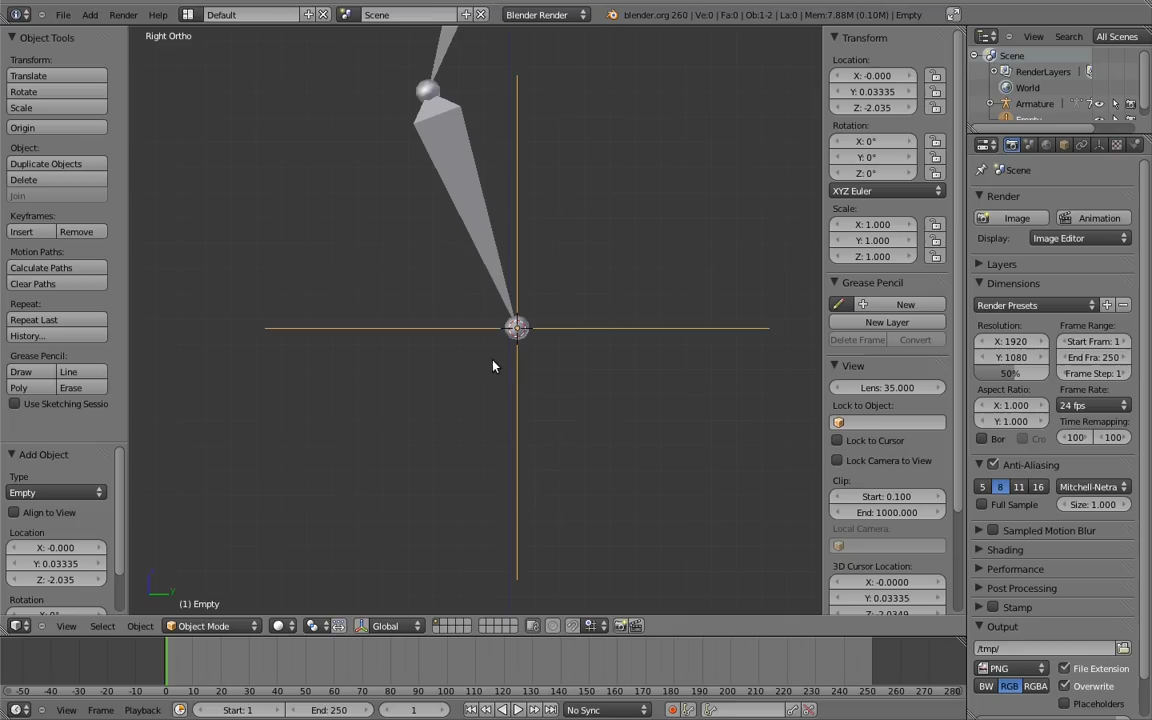 File Add Render Help Default Scene Blender Render blender.org 260 | Ve:0 | Fa:0 | Ob:1-2 | La:0 | Mem:7.88M (0.10M) | Empty
Object Tools
Transform:
Translate
Rotate
Scale
Origin
Object:
Duplicate Objects
Delete
Join
Keyframes:
Insert Remove
Motion Paths:
Calculate Paths
Clear Paths
Repeat:
Repeat Last
History...
Grease Pencil:
Draw Line
Poly Erase
Use Sketching Sessio
Add Object
Type
Empty
Align to View
Location
X: -0.000
Y: 0.03335
Z: -2.035
Rotation
Right Ortho
(1) Empty
Transform
Location:
X: -0.000
Y: 0.03335
Z: -2.035
Rotation:
X: 0°
Y: 0°
Z: 0°
XYZ Euler
Scale:
X: 1.000
Y: 1.000
Z: 1.000
Grease Pencil
New
New Layer
Delete Frame Convert
View
Lens: 35.000
Lock to Object:
Lock to Cursor
Lock Camera to View
Clip:
Start: 0.100
End: 1000.000
Local Camera:
3D Cursor Location:
X: -0.0000
Y: 0.03335
Z: -2.0349
View Search All Scenes
Scene
RenderLayers
World
Armature
Empty
Scene
Render
Image Animation
Display: Image Editor
Layers
Dimensions
Render Presets
Resolution: Frame Range:
X: 1920 Start Fram: 1
Y: 1080 End Fra: 250
50% Frame Step: 1
Aspect Ratio: Frame Rate:
X: 1.000 24 fps
Y: 1.000 Time Remapping:
Bor Cro 100 100
Anti-Aliasing
5 8 11 16 Mitchell-Netra
Full Sample Size: 1.000
Sampled Motion Blur
Shading
Performance
Post Processing
Stamp
Output
/tmp/
PNG File Extension
BW RGB RGBA Overwrite
Placeholders
View Select Object Object Mode Global
-50 -40 -30 -20 -10 0 10 20 30 40 50 60 70 80 90 100 110 120 130 140 150 160 170 180 190 200 210 220 230 240 250 260 270 280
View Frame Playback Start: 1 End: 250 1 No Sync